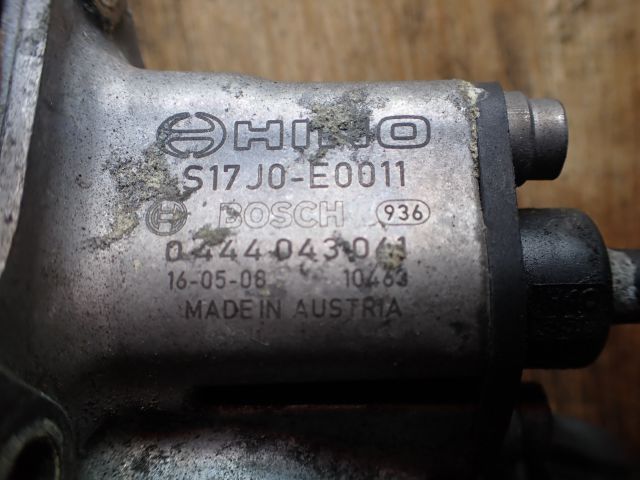 HINO
S17J0-E0011
BOSCH 936
0444043041
16-05-08 10463
MADE IN AUSTRIA